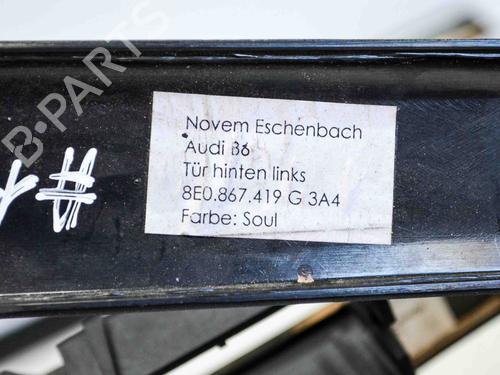 B-PARTS
Novem Eschenbach
Audi B6
Tür hinten links
8E0.867.419 G 3A4
Farbe: Soul